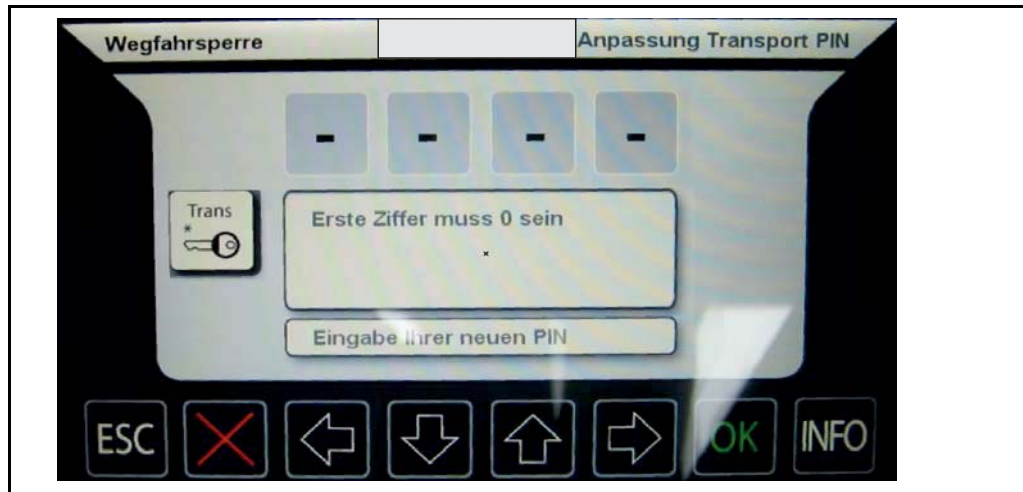 Wegfahrsperre
Anpassung Transport PIN
- - - -
Trans
*
Erste Ziffer muss 0 sein
Eingabe Ihrer neuen PIN
ESC
OK
INFO